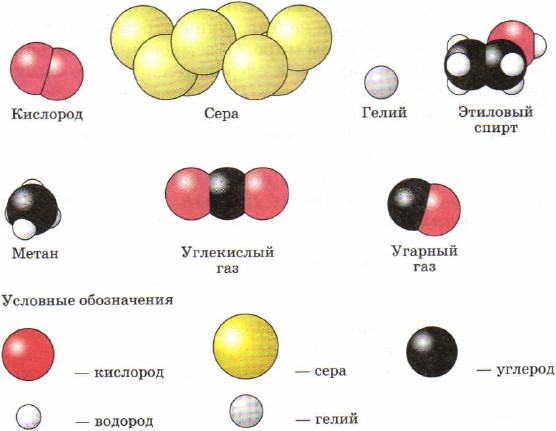 Кислород
Сера
Гелий
Этиловый
спирт
Метан
Углекислый
газ
Угарный
газ
Условные обозначения
— кислород
— сера
— углерод
— водород
— гелий